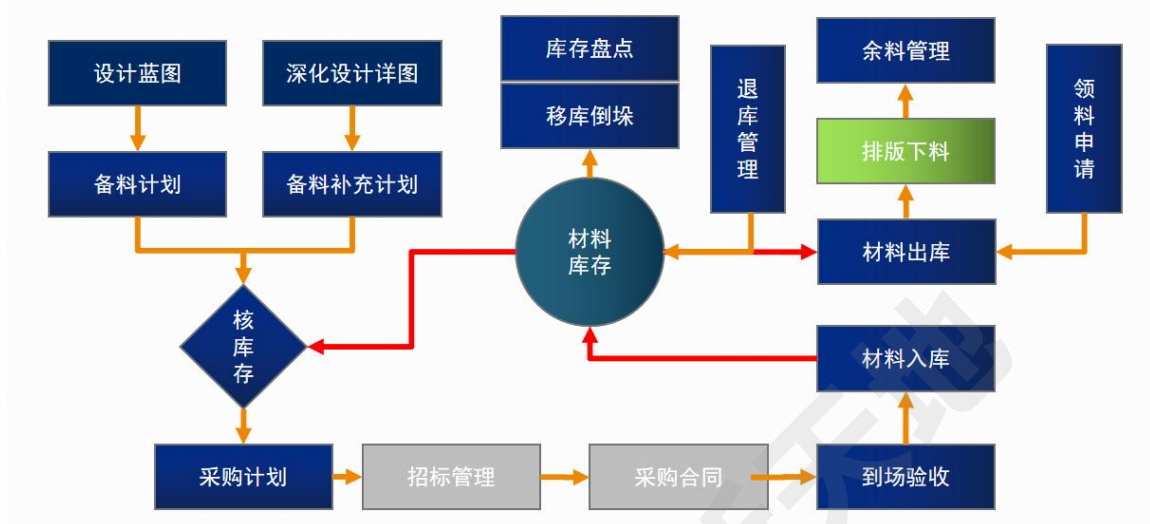 设计蓝图
深化设计详图
备料计划
备料补充计划
核
库
存
采购计划
招标管理
采购合同
到场验收
材料入库
材料
库存
库存盘点
移库倒垛
退
库
管
理
余料管理
排版下料
材料出库
领
料
申
请
天地